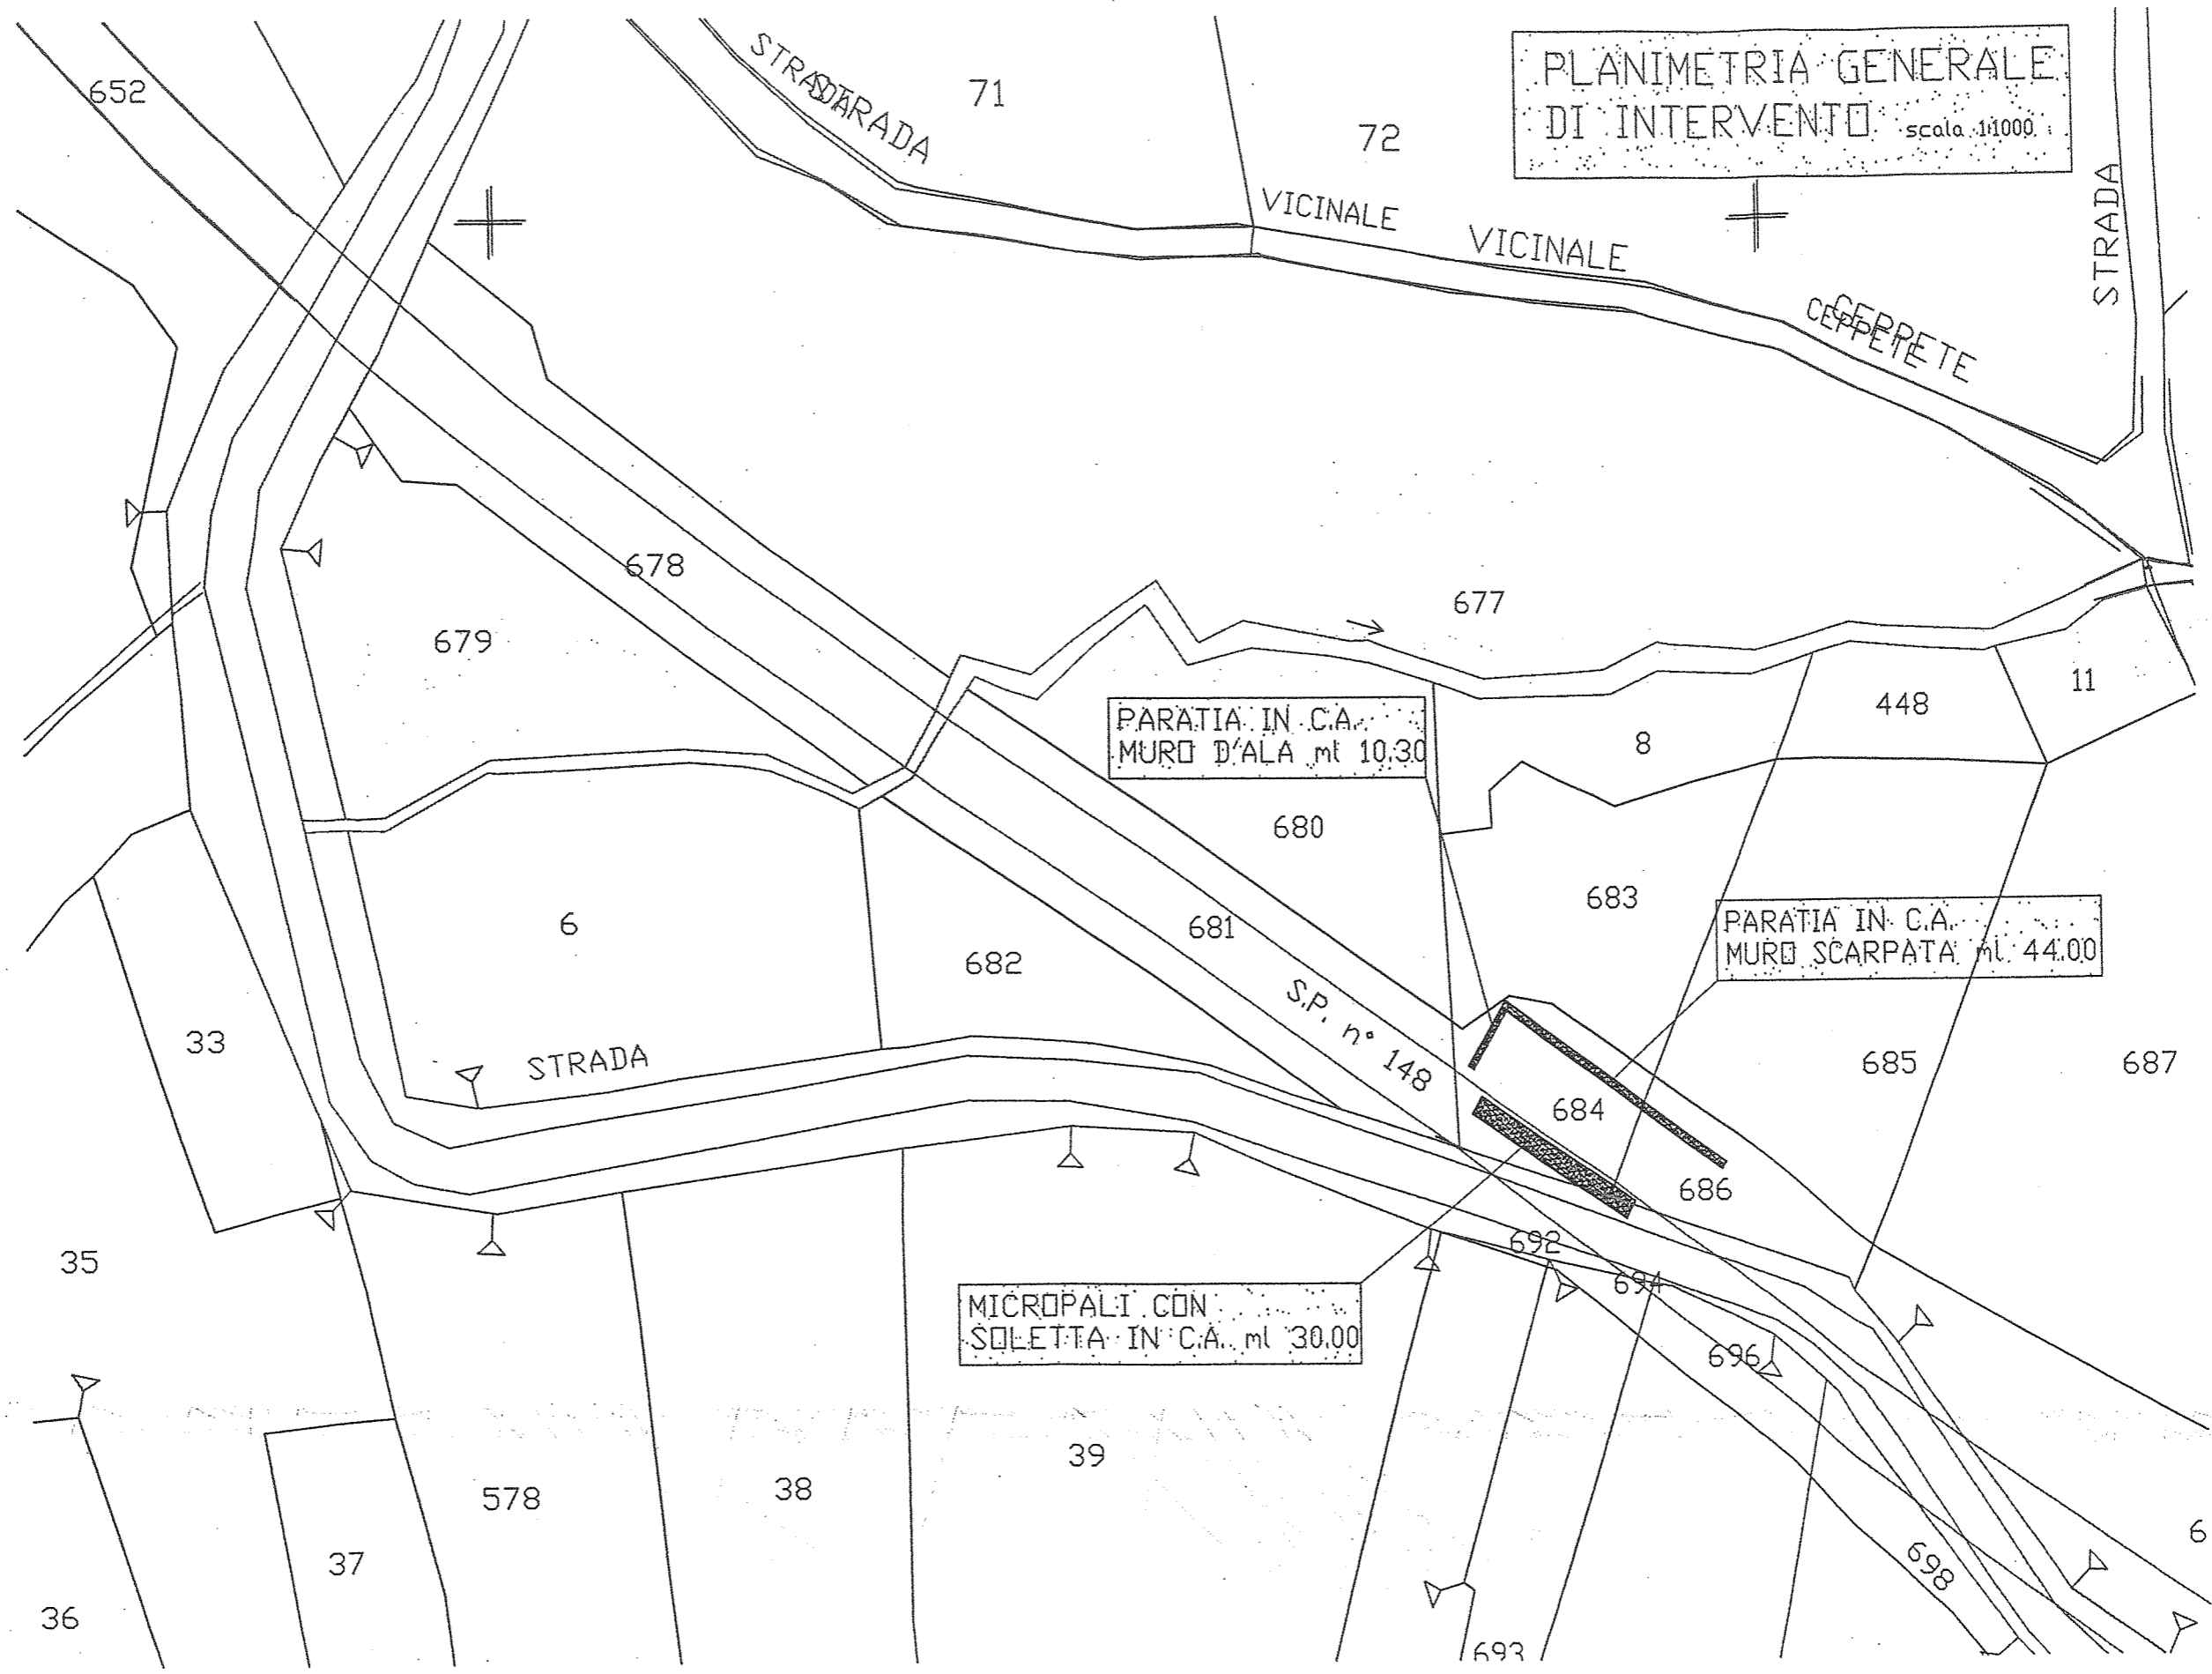 PLANIMETRIA GENERALE
DI INTERVENTO scala 1:1000
652
STRADA
STRADA
71
72
VICINALE
VICINALE
CEPPETE
CEPPETE
STRADA
678
679
677
11
448
8
PARATIA IN C.A.
MURO D'ALA ml 10.30
680
683
PARATIA IN C.A.
MURO SCARPATA ml 44.00
6
681
682
S.P. n° 148
33
STRADA
684
685
687
686
692
694
696
35
MICROPALI CON
SOLETTA IN C.A. ml 30.00
39
38
578
37
36
698
6
693